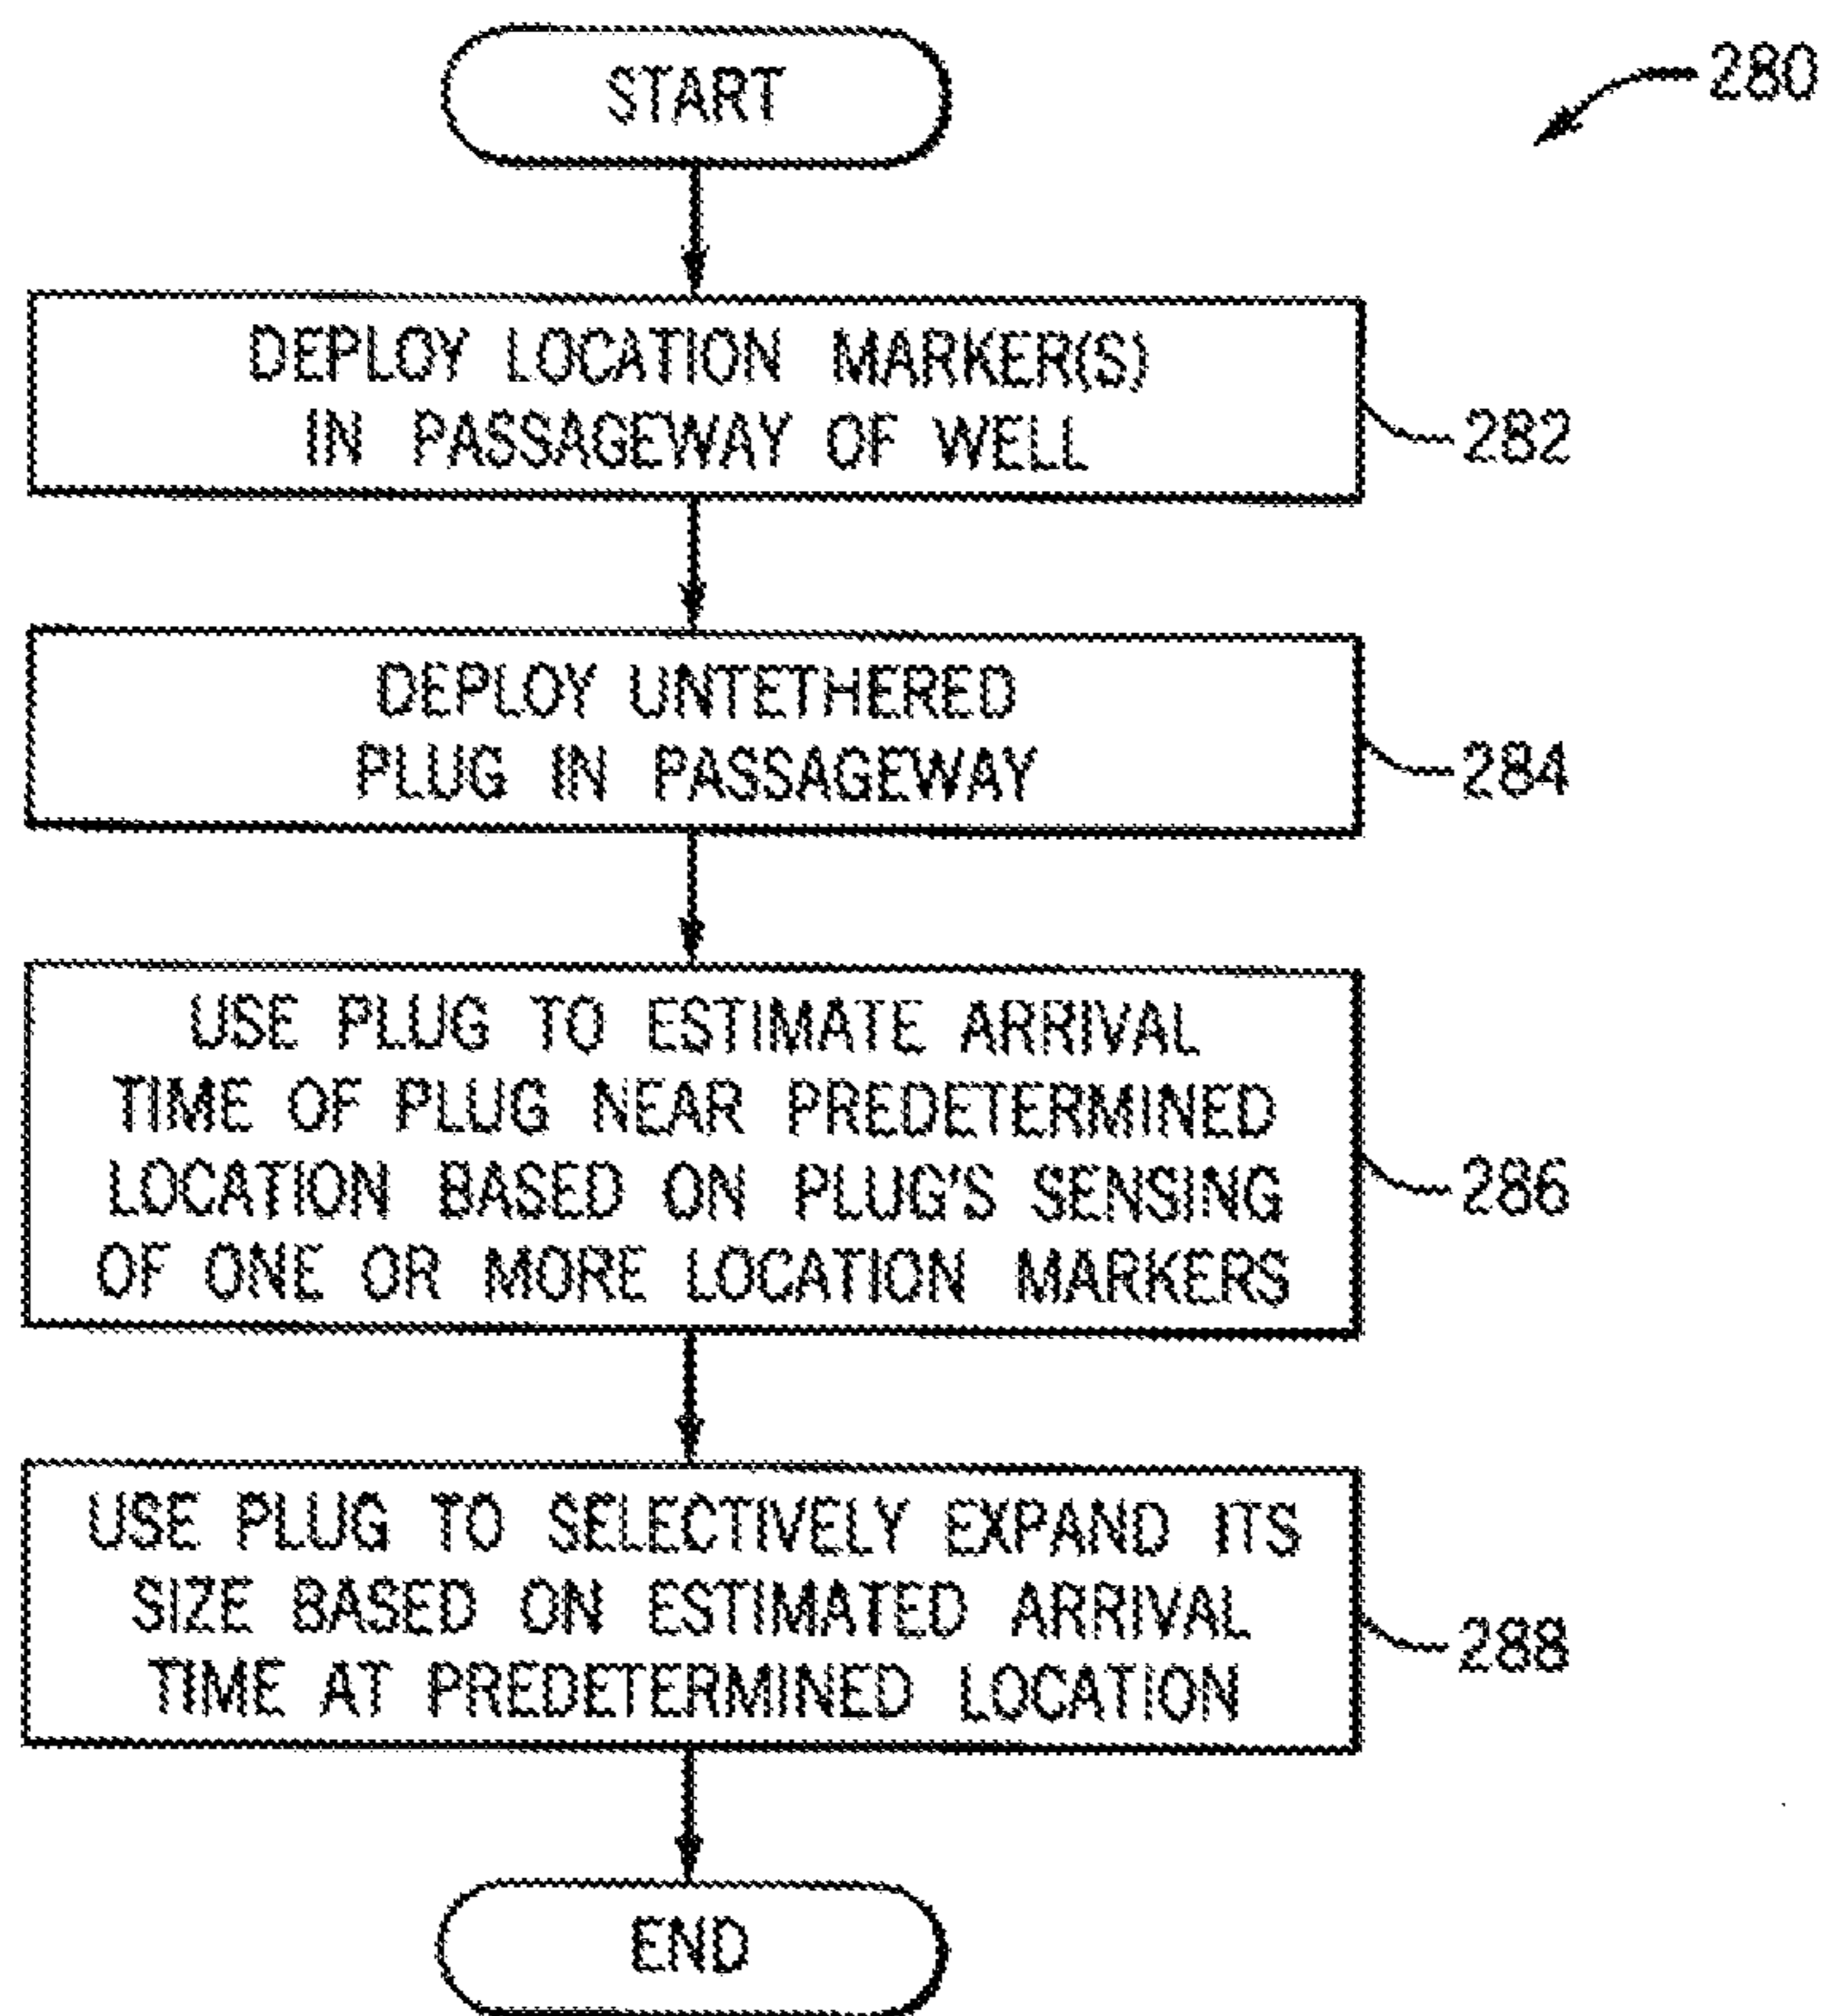 START
280
DEPLOY LOCATION MARKER(S)
IN PASSAGEWAY OF WELL
282
DEPLOY UNTETHERED
PLUG IN PASSAGEWAY
284
USE PLUG TO ESTIMATE ARRIVAL
TIME OF PLUG NEAR PREDETERMINED
LOCATION BASED ON PLUG'S SENSING
OF ONE OR MORE LOCATION MARKERS
286
USE PLUG TO SELECTIVELY EXPAND ITS
SIZE BASED ON ESTIMATED ARRIVAL
TIME AT PREDETERMINED LOCATION
288
END